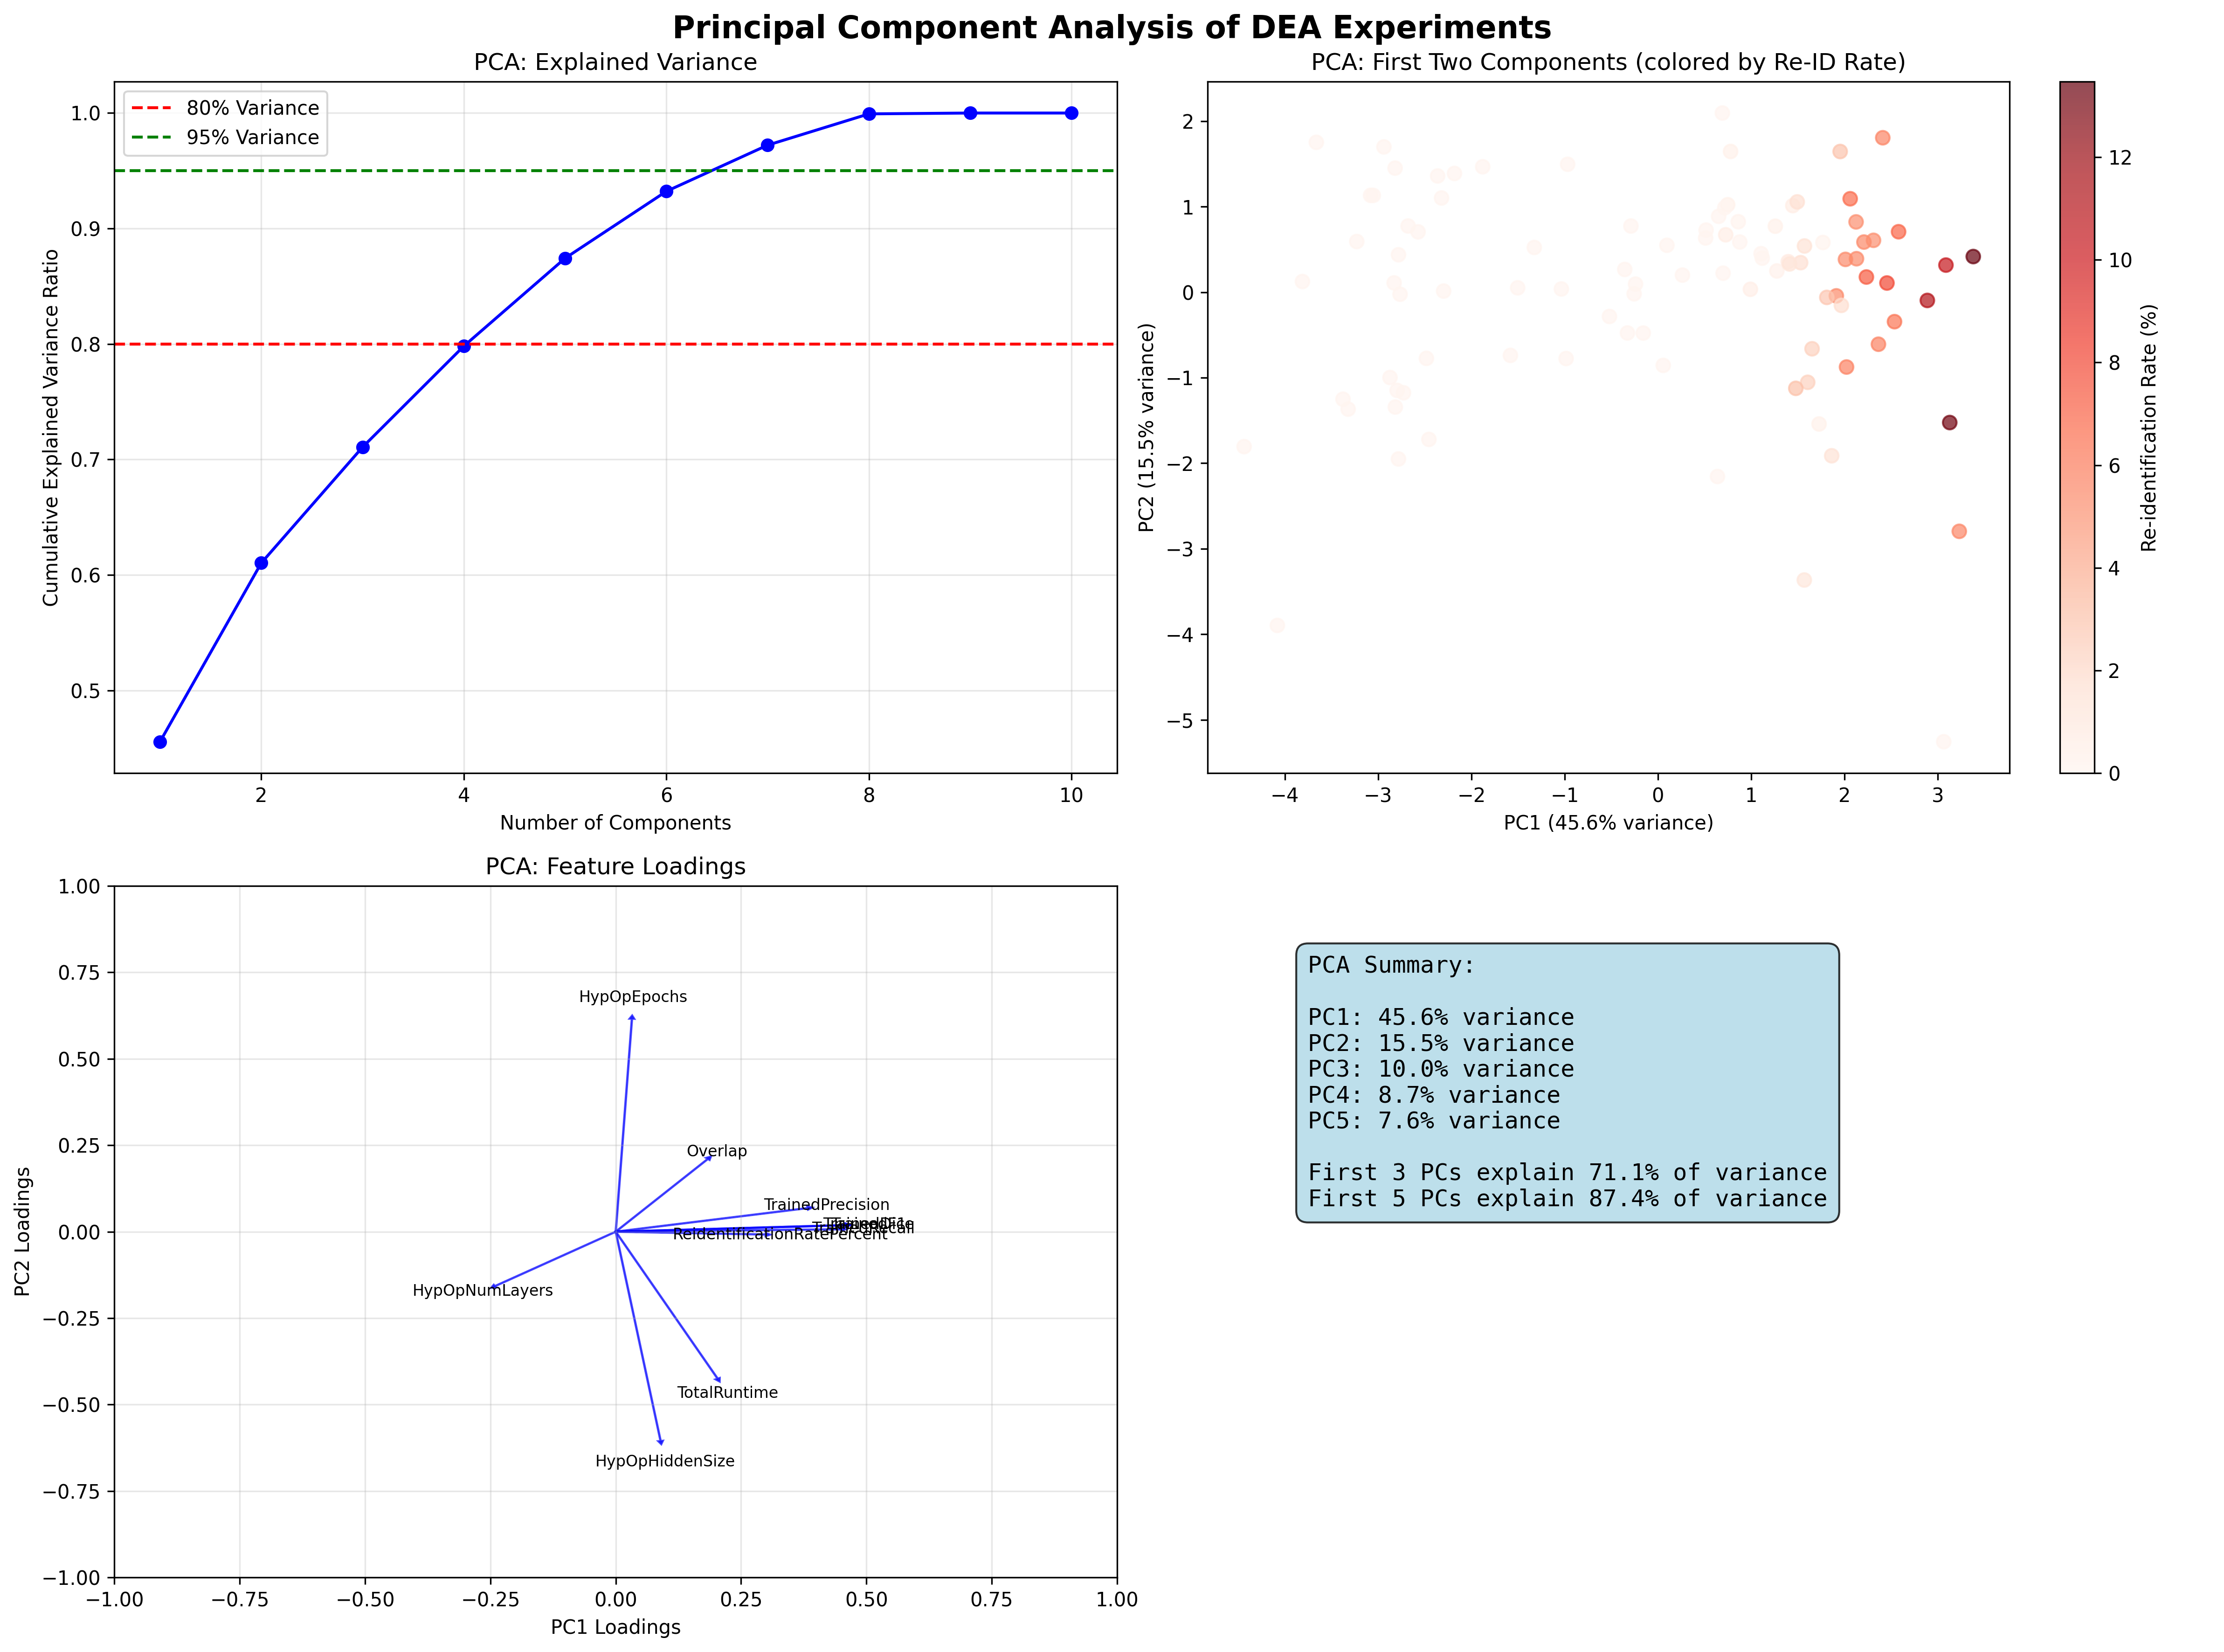 Principal Component Analysis of DEA Experiments
PCA: Explained Variance
80% Variance
95% Variance
Cumulative Explained Variance Ratio
1.0
0.9
0.8
0.7
0.6
0.5
2
4
6
8
10
Number of Components
PCA: First Two Components (colored by Re-ID Rate)
PC2 (15.5% variance)
2
1
0
−1
−2
−3
−4
−5
−4
−3
−2
−1
0
1
2
3
PC1 (45.6% variance)
12
10
8
6
4
2
0
Re-identification Rate (%)
PCA: Feature Loadings
PC2 Loadings
1.00
0.75
0.50
0.25
0.00
−0.25
−0.50
−0.75
−1.00
HypOpEpochs
Overlap
TrainedPrecision
ReidentificationRatePercent
HypOpNumLayers
TotalRuntime
HypOpHiddenSize
−1.00
−0.75
−0.50
−0.25
0.00
0.25
0.50
0.75
1.00
PC1 Loadings
PCA Summary:
PC1: 45.6% variance
PC2: 15.5% variance
PC3: 10.0% variance
PC4: 8.7% variance
PC5: 7.6% variance
First 3 PCs explain 71.1% of variance
First 5 PCs explain 87.4% of variance